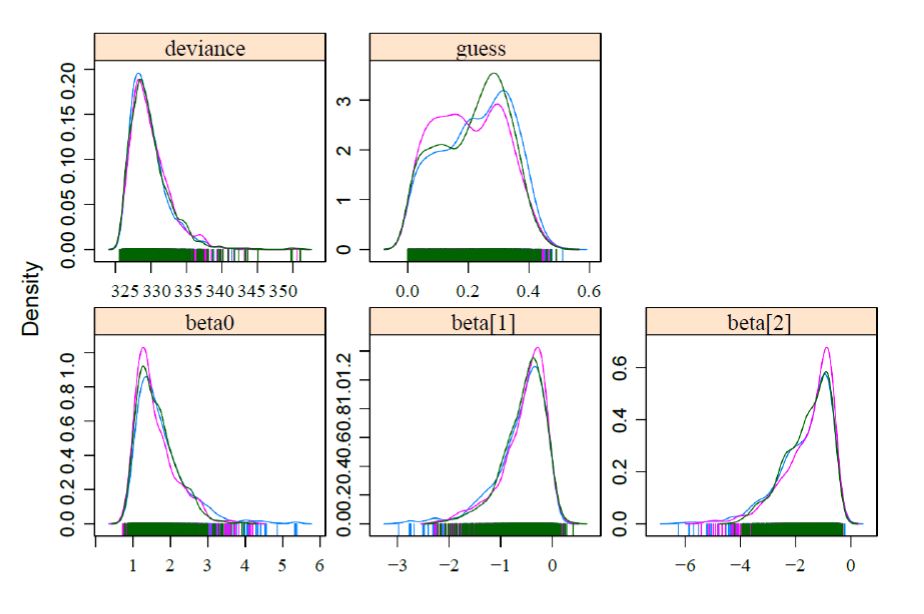 deviance
guess
0.00 0.05 0.10 0.15 0.20
0 1 2 3
325 330 335 340 345 350
0.0 0.2 0.4 0.6
Density
beta0
beta[1]
beta[2]
0.0 0.2 0.4 0.6 0.81.0
0.00.20.40.60.81.01.2
0.0 0.2 0.4 0.6
1 2 3 4 5 6
−3 −2 −1 0
−6 −4 −2 0